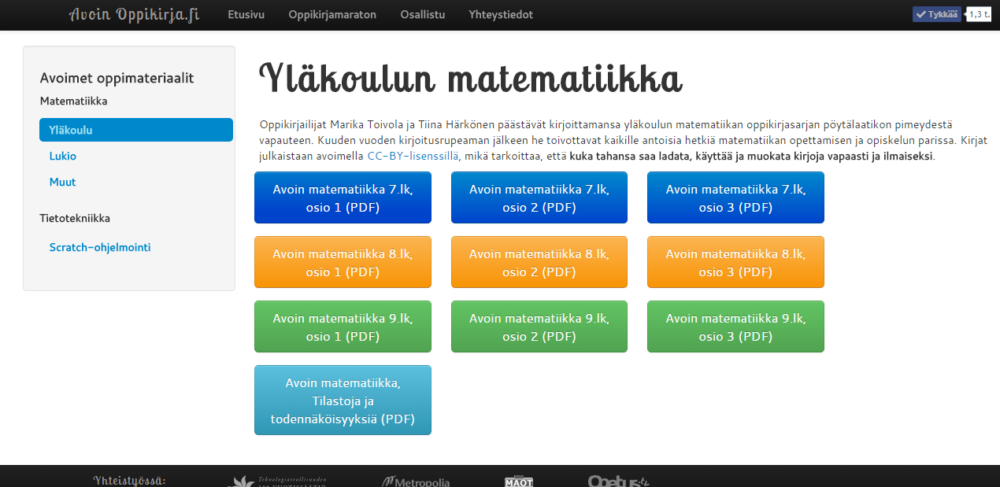 Avoin Oppikirja.fi Etusivu Oppikirjamaraton Osallistu Yhteystiedot Tykkää 1,3 t.
Avoimet oppimateriaalit
Matematiikka
Yläkoulu
Lukio
Muut
Tietotekniikka
Scratch-ohjelmointi
Yläkoulun matematiikka
Oppikirjailijat Marika Toivola ja Tiina Härkönen päästävät kirjoittamansa yläkoulun matematiikan oppikirjasarjan pöytälaatikon pimeydestä
vapauteen. Kuuden vuoden kirjoitusrupeaman jälkeen he toivottavat kaikille antoisia hetkiä matematiikan opettamisen ja opiskelun parissa. Kirjat
julkaistaan avoimella CC-BY-lisenssillä, mikä tarkoittaa, että kuka tahansa saa ladata, käyttää ja muokata kirjoja vapaasti ja ilmaiseksi.
Avoin matematiikka 7.lk,
osio 1 (PDF)
Avoin matematiikka 7.lk,
osio 2 (PDF)
Avoin matematiikka 7.lk,
osio 3 (PDF)
Avoin matematiikka 8.lk,
osio 1 (PDF)
Avoin matematiikka 8.lk,
osio 2 (PDF)
Avoin matematiikka 8.lk,
osio 3 (PDF)
Avoin matematiikka 9.lk,
osio 1 (PDF)
Avoin matematiikka 9.lk,
osio 2 (PDF)
Avoin matematiikka 9.lk,
osio 3 (PDF)
Avoin matematiikka,
Tilastoja ja
todennäköisyyksiä (PDF)
Yhteistyössä:
Teknologiateollisuuden
Metropolia
MAOT
Opetus.tv